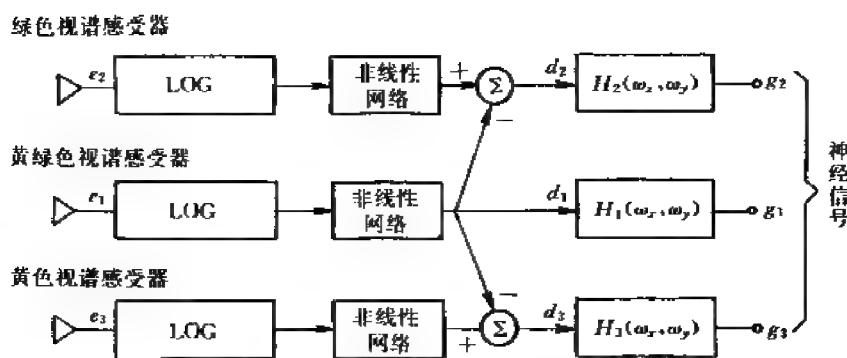 绿色视谱感受器
e₂ LOG 非线性网络 + Σ d₂ H₂(ωₓ,ω_y) g₂
−
黄绿色视谱感受器
e₁ LOG 非线性网络 d₁ H₁(ωₓ,ω_y) g₁
神经信号
黄色视谱感受器
−
e₃ LOG 非线性网络 + Σ d₃ H₃(ωₓ,ω_y) g₃